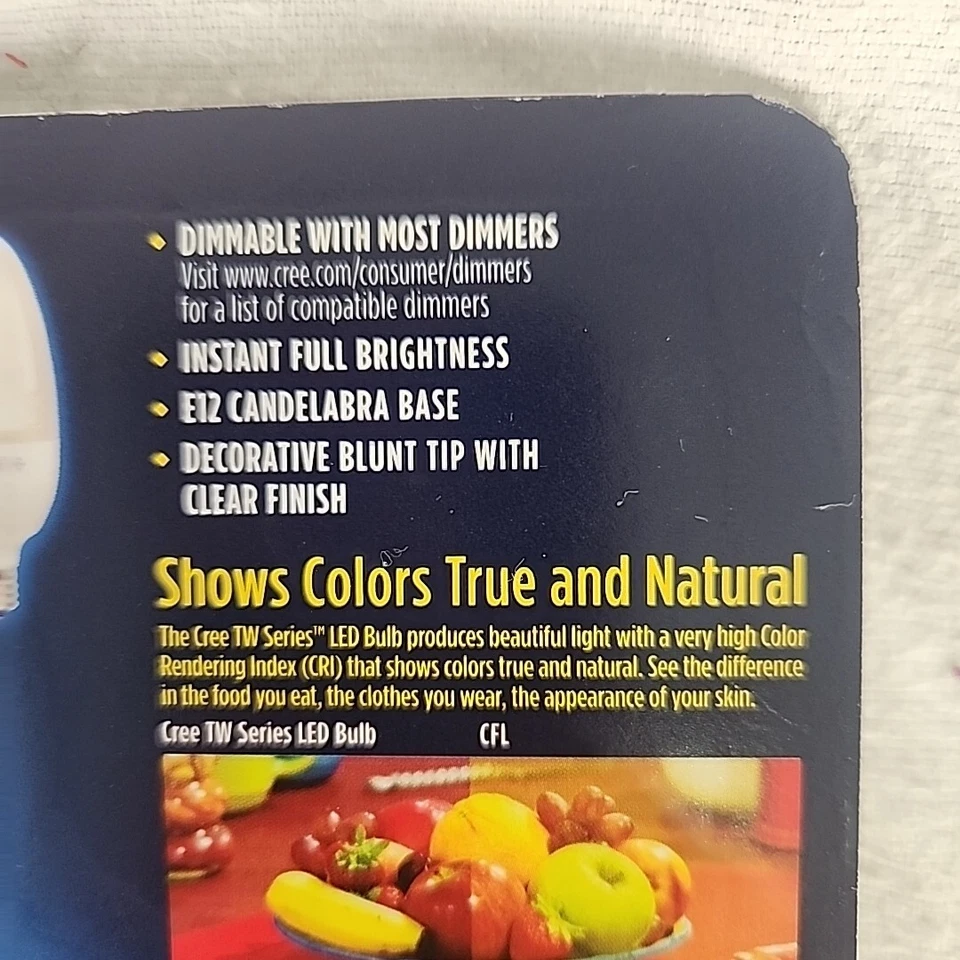 DIMMABLE WITH MOST DIMMERS
Visit www.cree.com/consumer/dimmers
for a list of compatible dimmers
INSTANT FULL BRIGHTNESS
E12 CANDELABRA BASE
DECORATIVE BLUNT TIP WITH
CLEAR FINISH
Shows Colors True and Natural
The Cree TW Series™ LED Bulb produces beautiful light with a very high Color
Rendering Index (CRI) that shows colors true and natural. See the difference
in the food you eat, the clothes you wear, the appearance of your skin.
Cree TW Series LED Bulb CFL